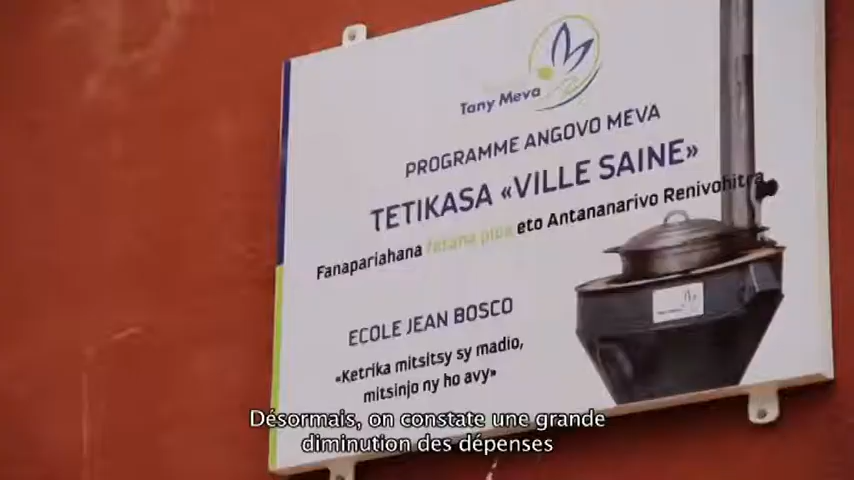 Tany Meva
PROGRAMME ANGOVO MEVA
TETIKASA «VILLE SAINE»
Fanapariahana fatana plus eto Antananarivo Renivohitra
ECOLE JEAN BOSCO
«Ketrika mitsitsy sy madio,
mitsinjo ny ho avy»
Désormais, on constate une grande
diminution des dépenses